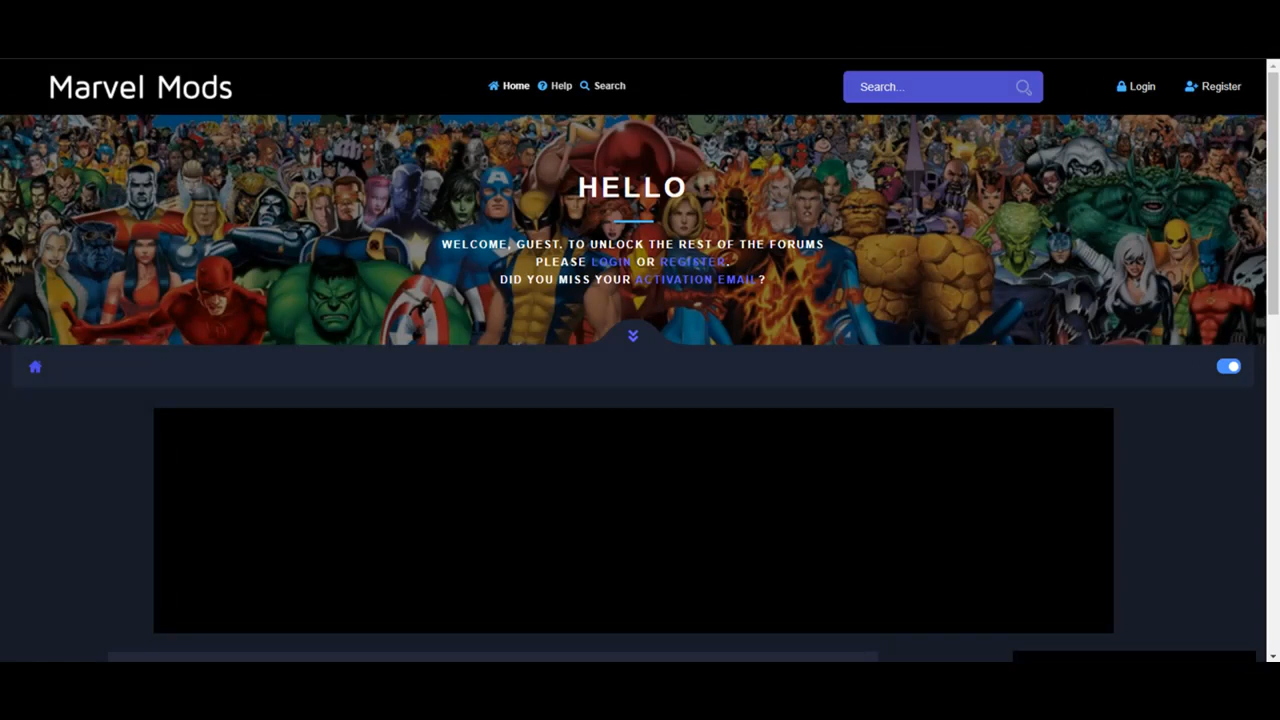 Marvel Mods
Home Help Search
Search...
Login Register
HELLO
WELCOME, GUEST. TO UNLOCK THE REST OF THE FORUMS
PLEASE LOGIN OR REGISTER.
DID YOU MISS YOUR ACTIVATION EMAIL?